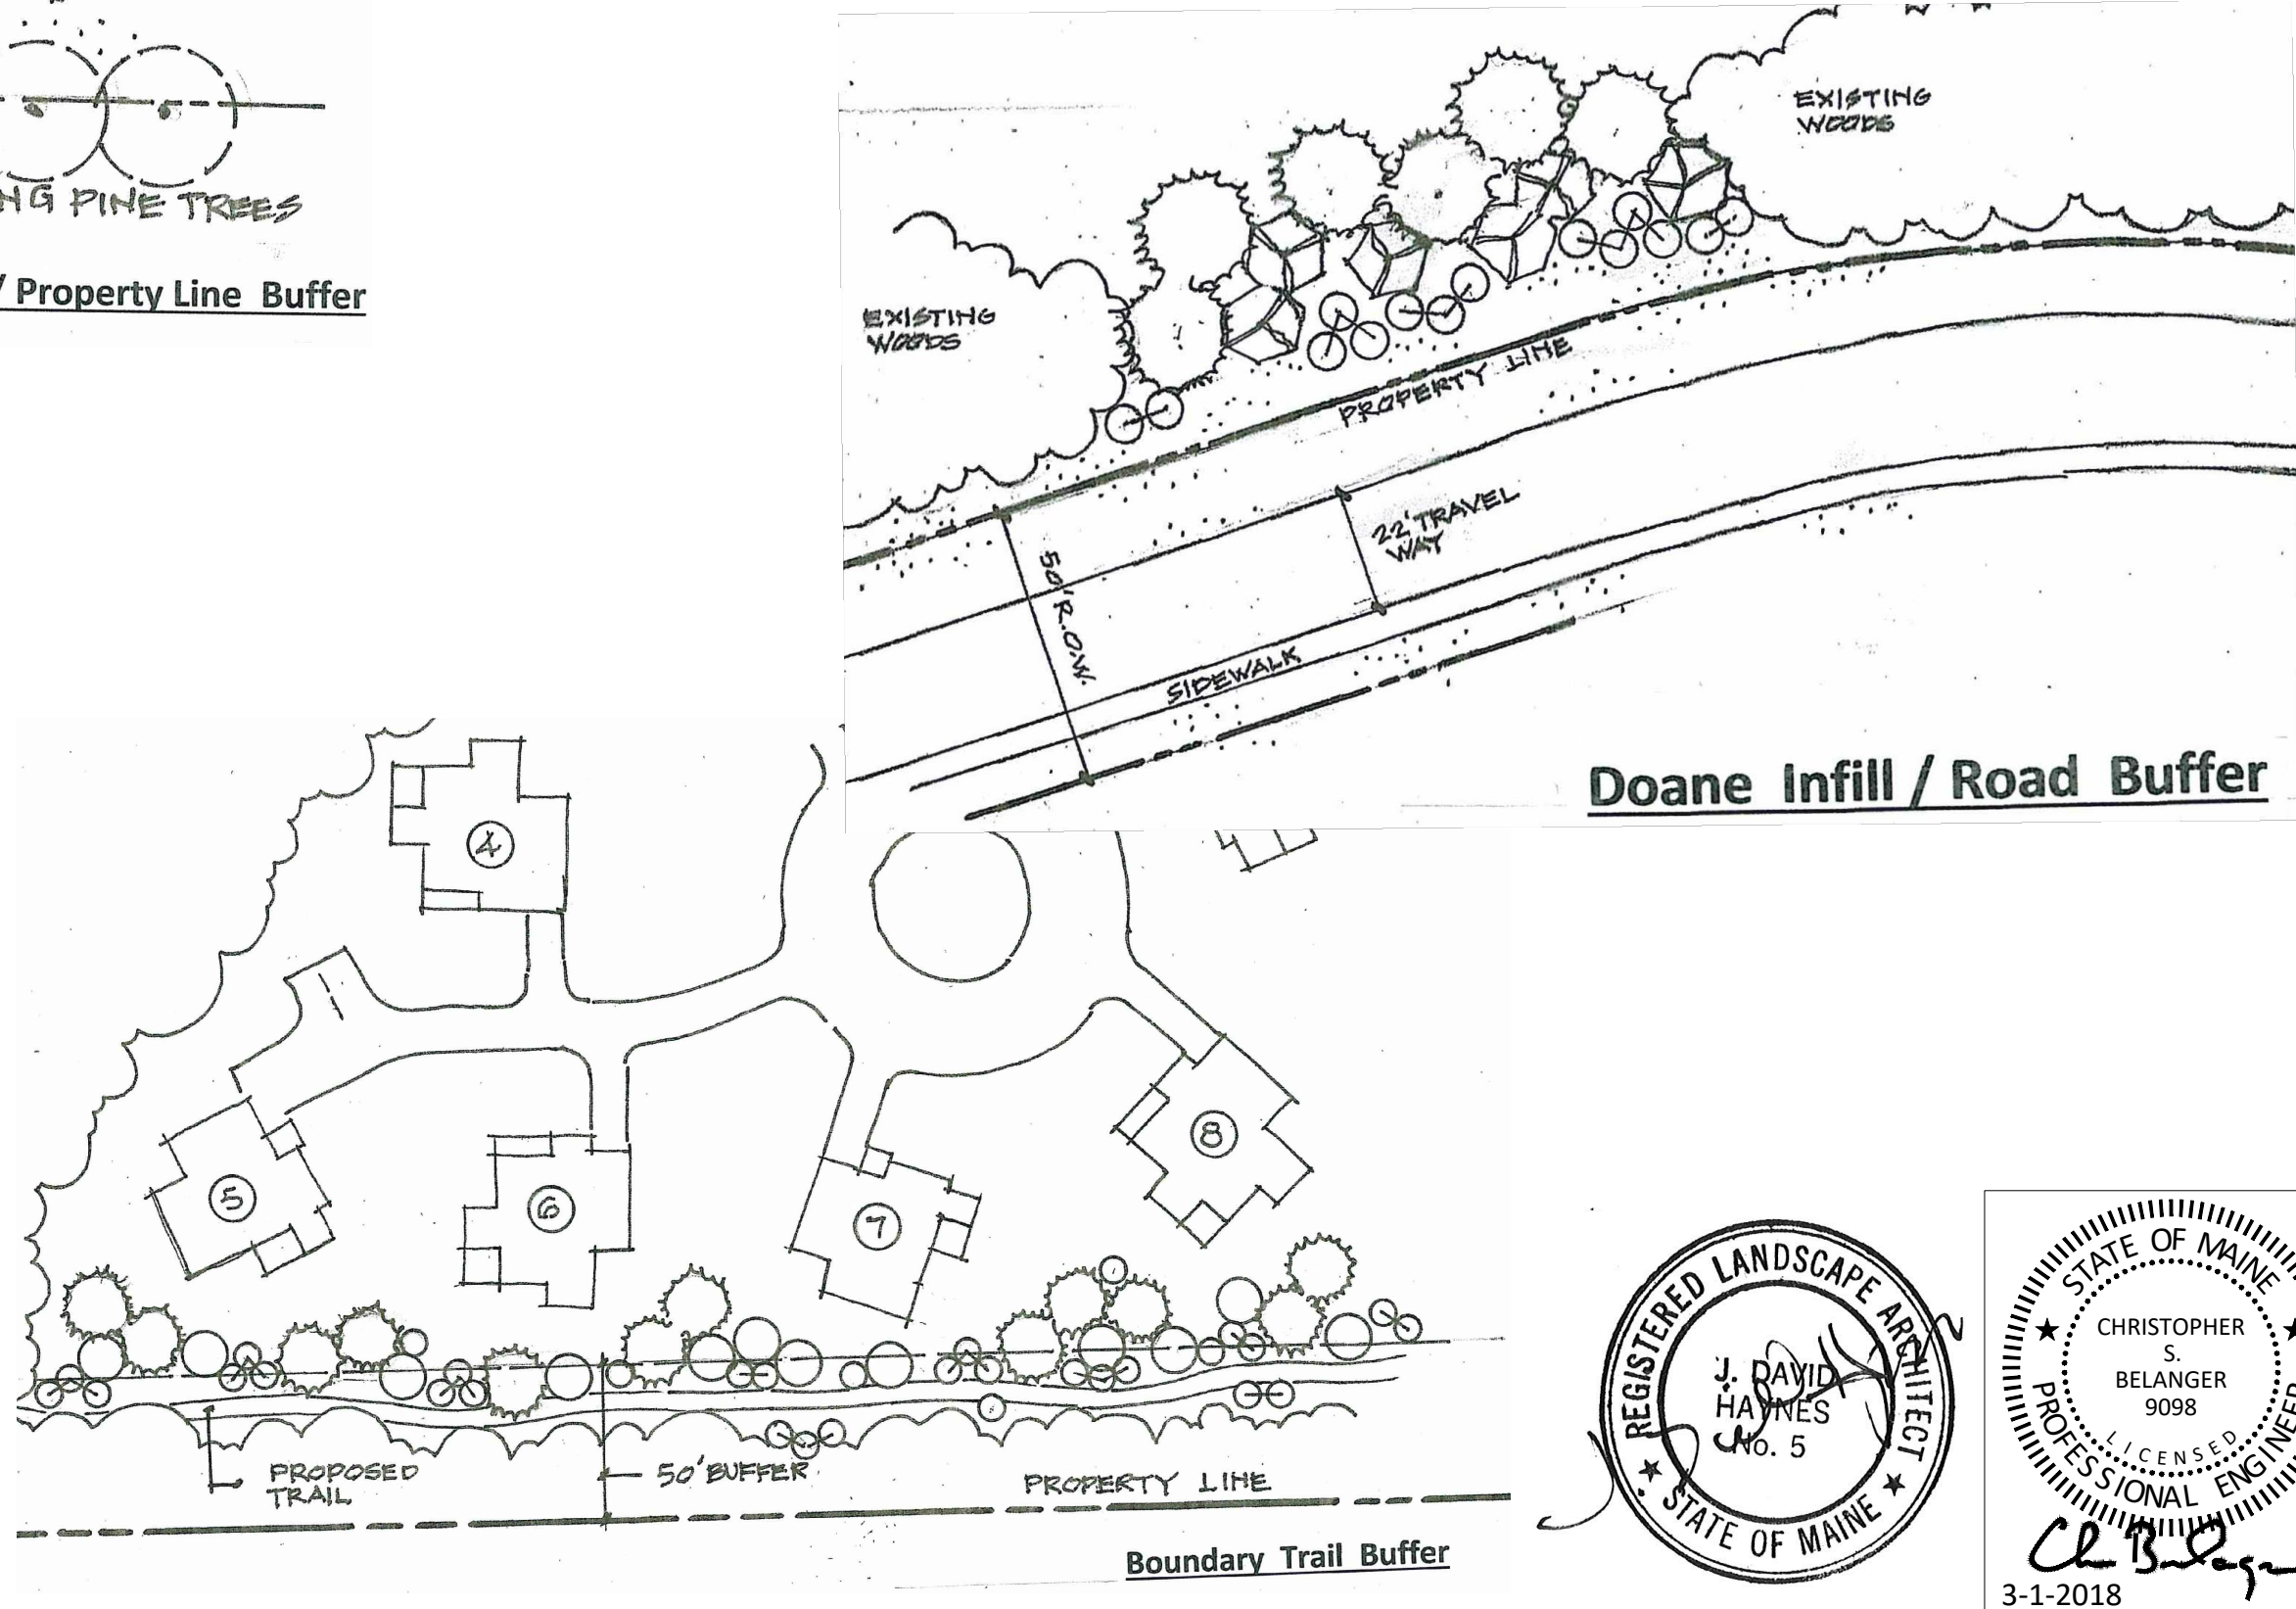 NG PINE TREES
/ Property Line Buffer
EXISTING
WOODS
EXISTING
WOODS
PROPERTY LINE
22' TRAVEL
WAY
50' R.O.W.
SIDEWALK
Doane Infill / Road Buffer
4
5
6
7
8
PROPOSED
TRAIL
50' BUFFER
PROPERTY LINE
Boundary Trail Buffer
REGISTERED LANDSCAPE ARCHITECT
J. DAVID
HAYNES
No. 5
STATE OF MAINE
STATE OF MAINE
CHRISTOPHER
S.
BELANGER
9098
LICENSED
PROFESSIONAL ENGINEER
3-1-2018